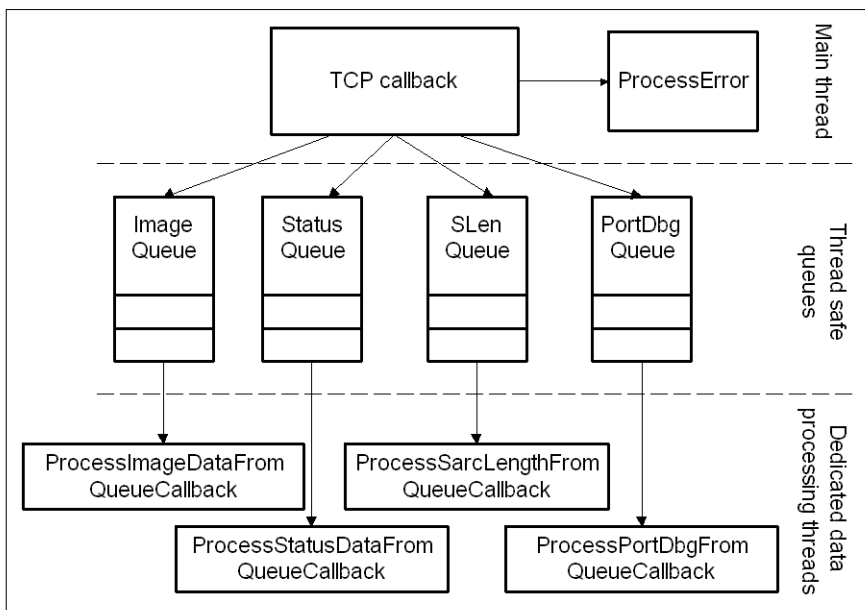 TCP callback
ProcessError
Main thread
Image
Queue
Status
Queue
SLen
Queue
PortDbg
Queue
Thread safe
queues
ProcessImageDataFrom
QueueCallback
ProcessSarcLengthFrom
QueueCallback
ProcessStatusDataFrom
QueueCallback
ProcessPortDbgFrom
QueueCallback
Dedicated data
processing threads